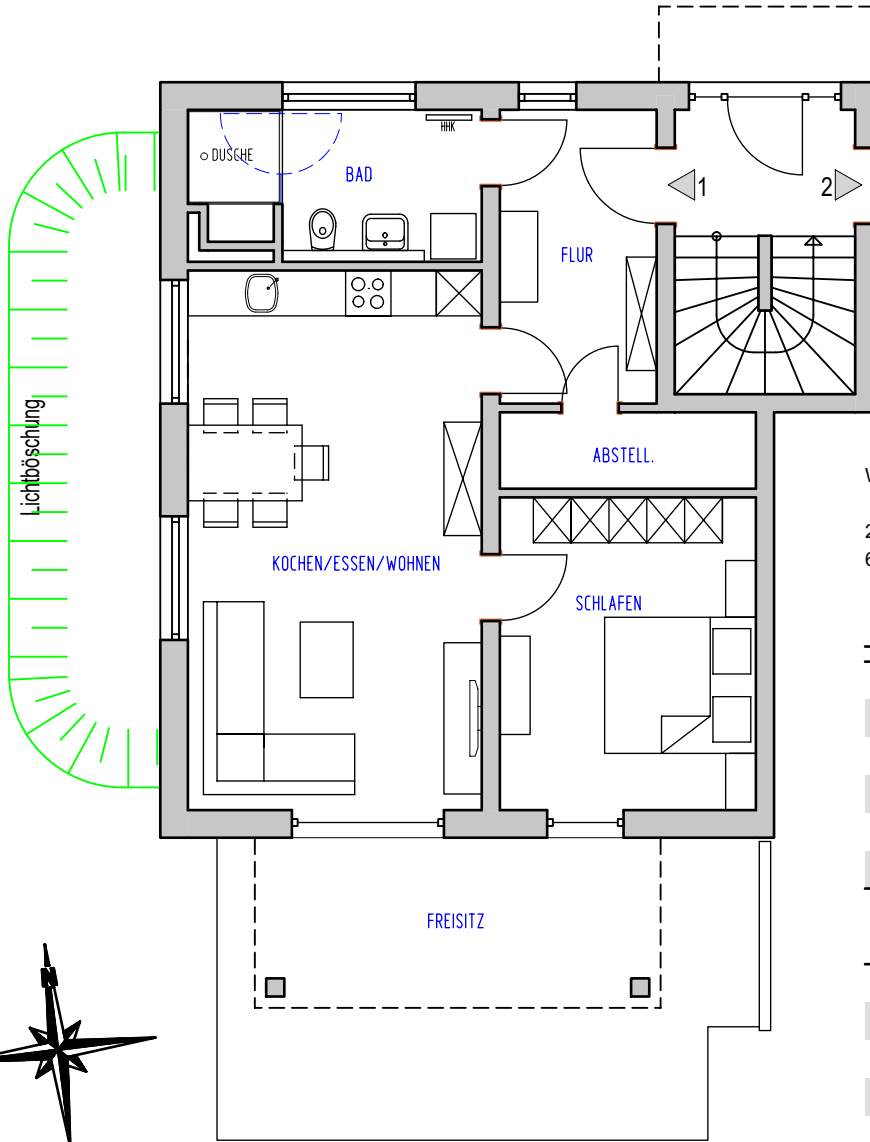 DUSCHE
HHK
BAD
1
2
FLUR
Lichtböschung
ABSTELL.
KOCHEN/ESSEN/WOHNEN
SCHLAFEN
FREISITZ
N